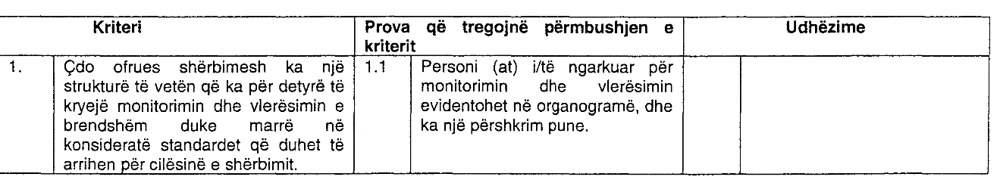 Kriteri
Prova që tregojnë përmbushjen e
kriterit
Udhëzime
1.
Çdo ofrues shërbimesh ka një
strukturë të vetën që ka për detyrë të
kryejë monitorimin dhe vlerësimin e
brendshëm duke marrë në
konsideratë standardet që duhet të
arrihen për cilësinë e shërbimit.
1.1
Personi (at) i/të ngarkuar për
monitorimin dhe vlerësimin
evidentohet në organogramë, dhe
ka një përshkrim pune.